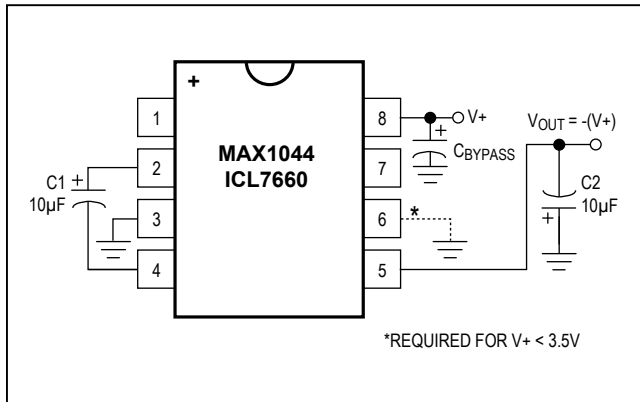 +
MAX1044
ICL7660
1
2
3
4
8
7
6
5
C1
+
10µF
+
V+
CBYPASS
*
VOUT = -(V+)
C2
10µF
+
*REQUIRED FOR V+ < 3.5V